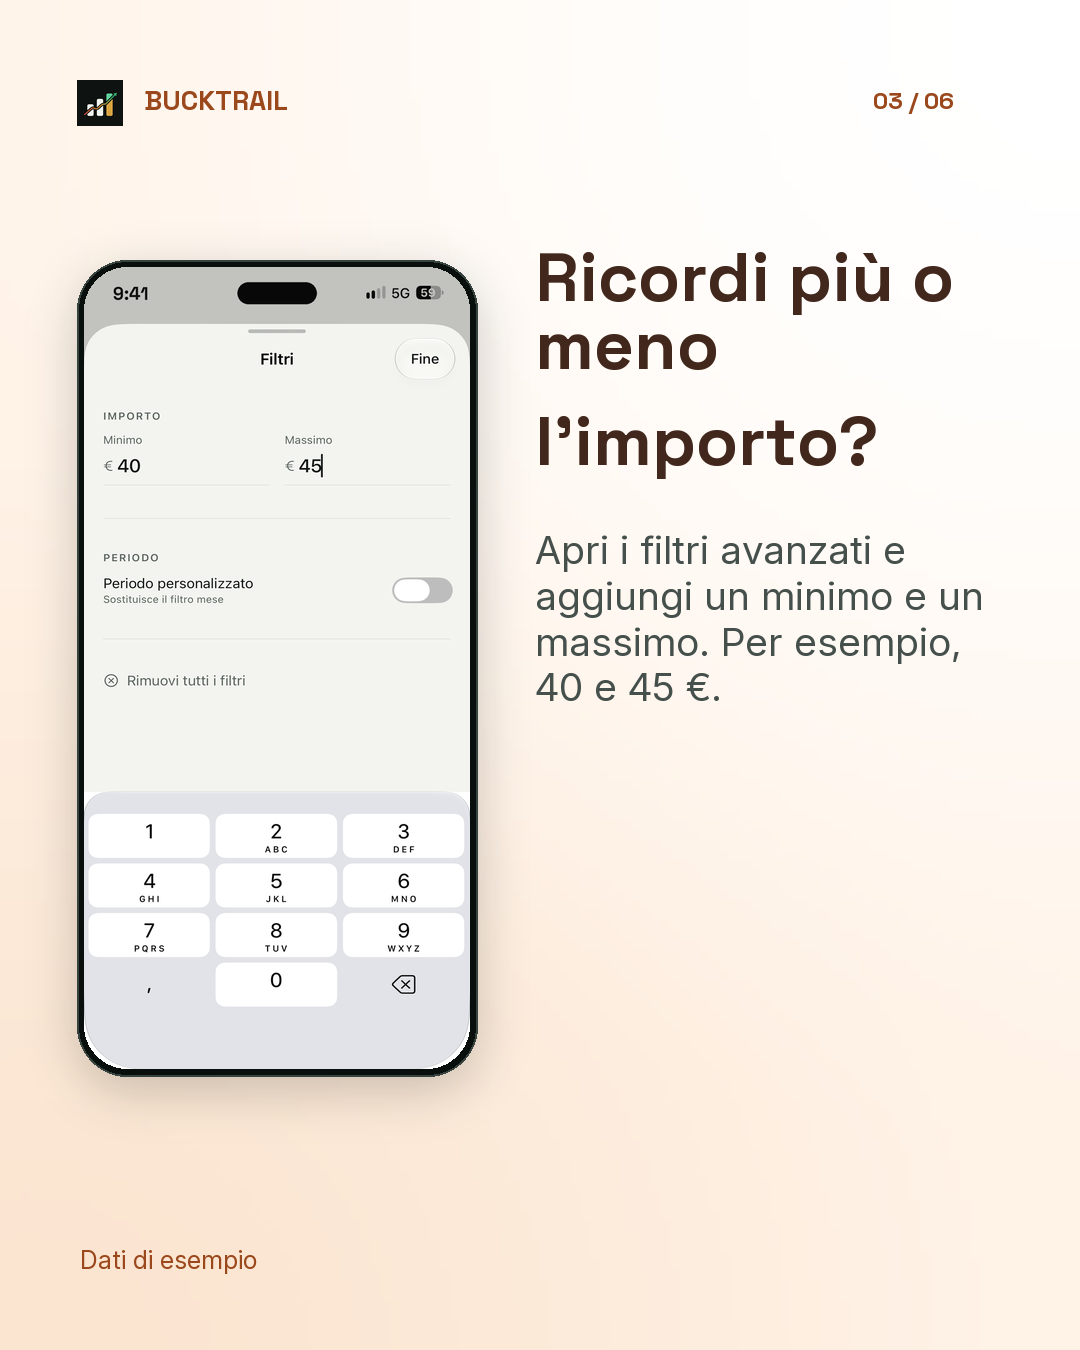 BUCKTRAIL
03 / 06
Ricordi più o
meno
l’importo?
Apri i filtri avanzati e
aggiungi un minimo e un
massimo. Per esempio,
40 e 45 €.
9:41
5G 59
Filtri
Fine
IMPORTO
Minimo
Massimo
€ 40
€ 45
PERIODO
Periodo personalizzato
Sostituisce il filtro mese
Rimuovi tutti i filtri
1
2
3
ABC
DEF
4
5
6
GHI
JKL
MNO
7
8
9
PQRS
TUV
WXYZ
,
0
Dati di esempio